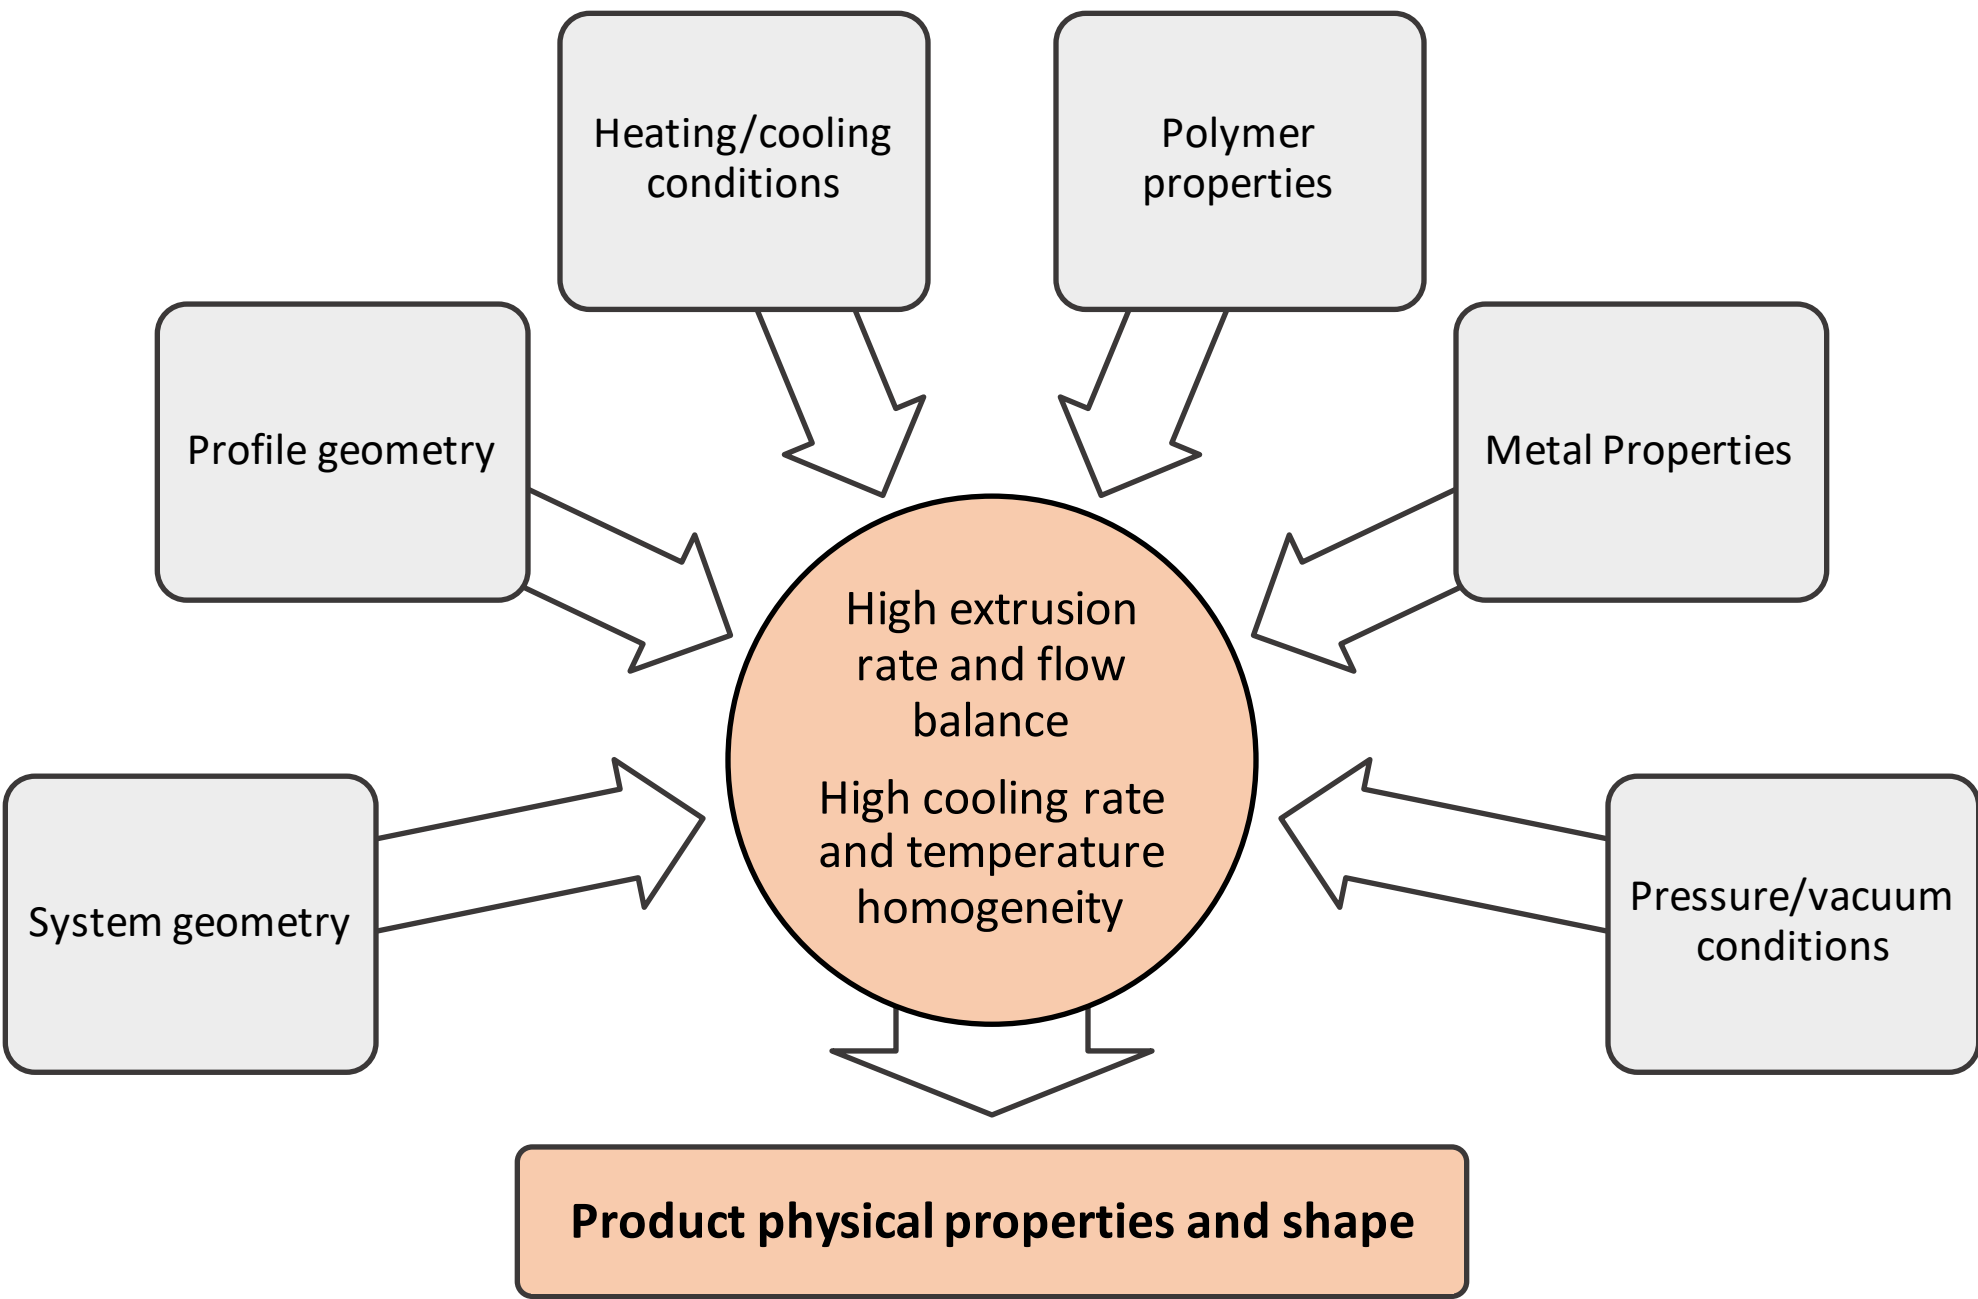 Heating/cooling
conditions
Polymer
properties
Profile geometry
Metal Properties
High extrusion
rate and flow
balance
High cooling rate
and temperature
homogeneity
System geometry
Pressure/vacuum
conditions
Product physical properties and shape